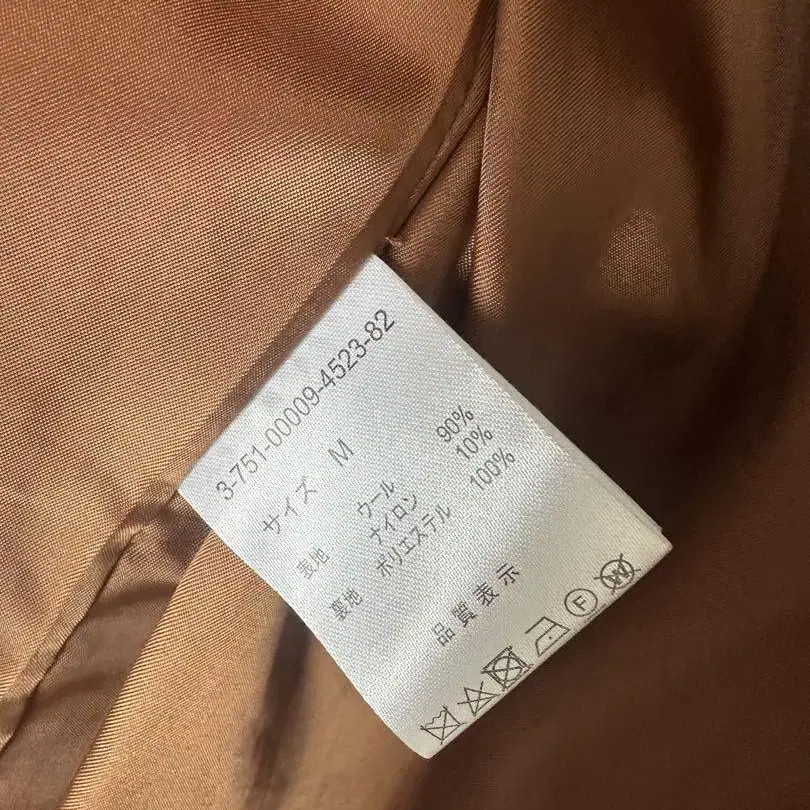 3-751-00009-4523-82
サイズ M
表地 ウール 90%
ナイロン 10%
裏地 ポリエステル 100%
品質表示
F W